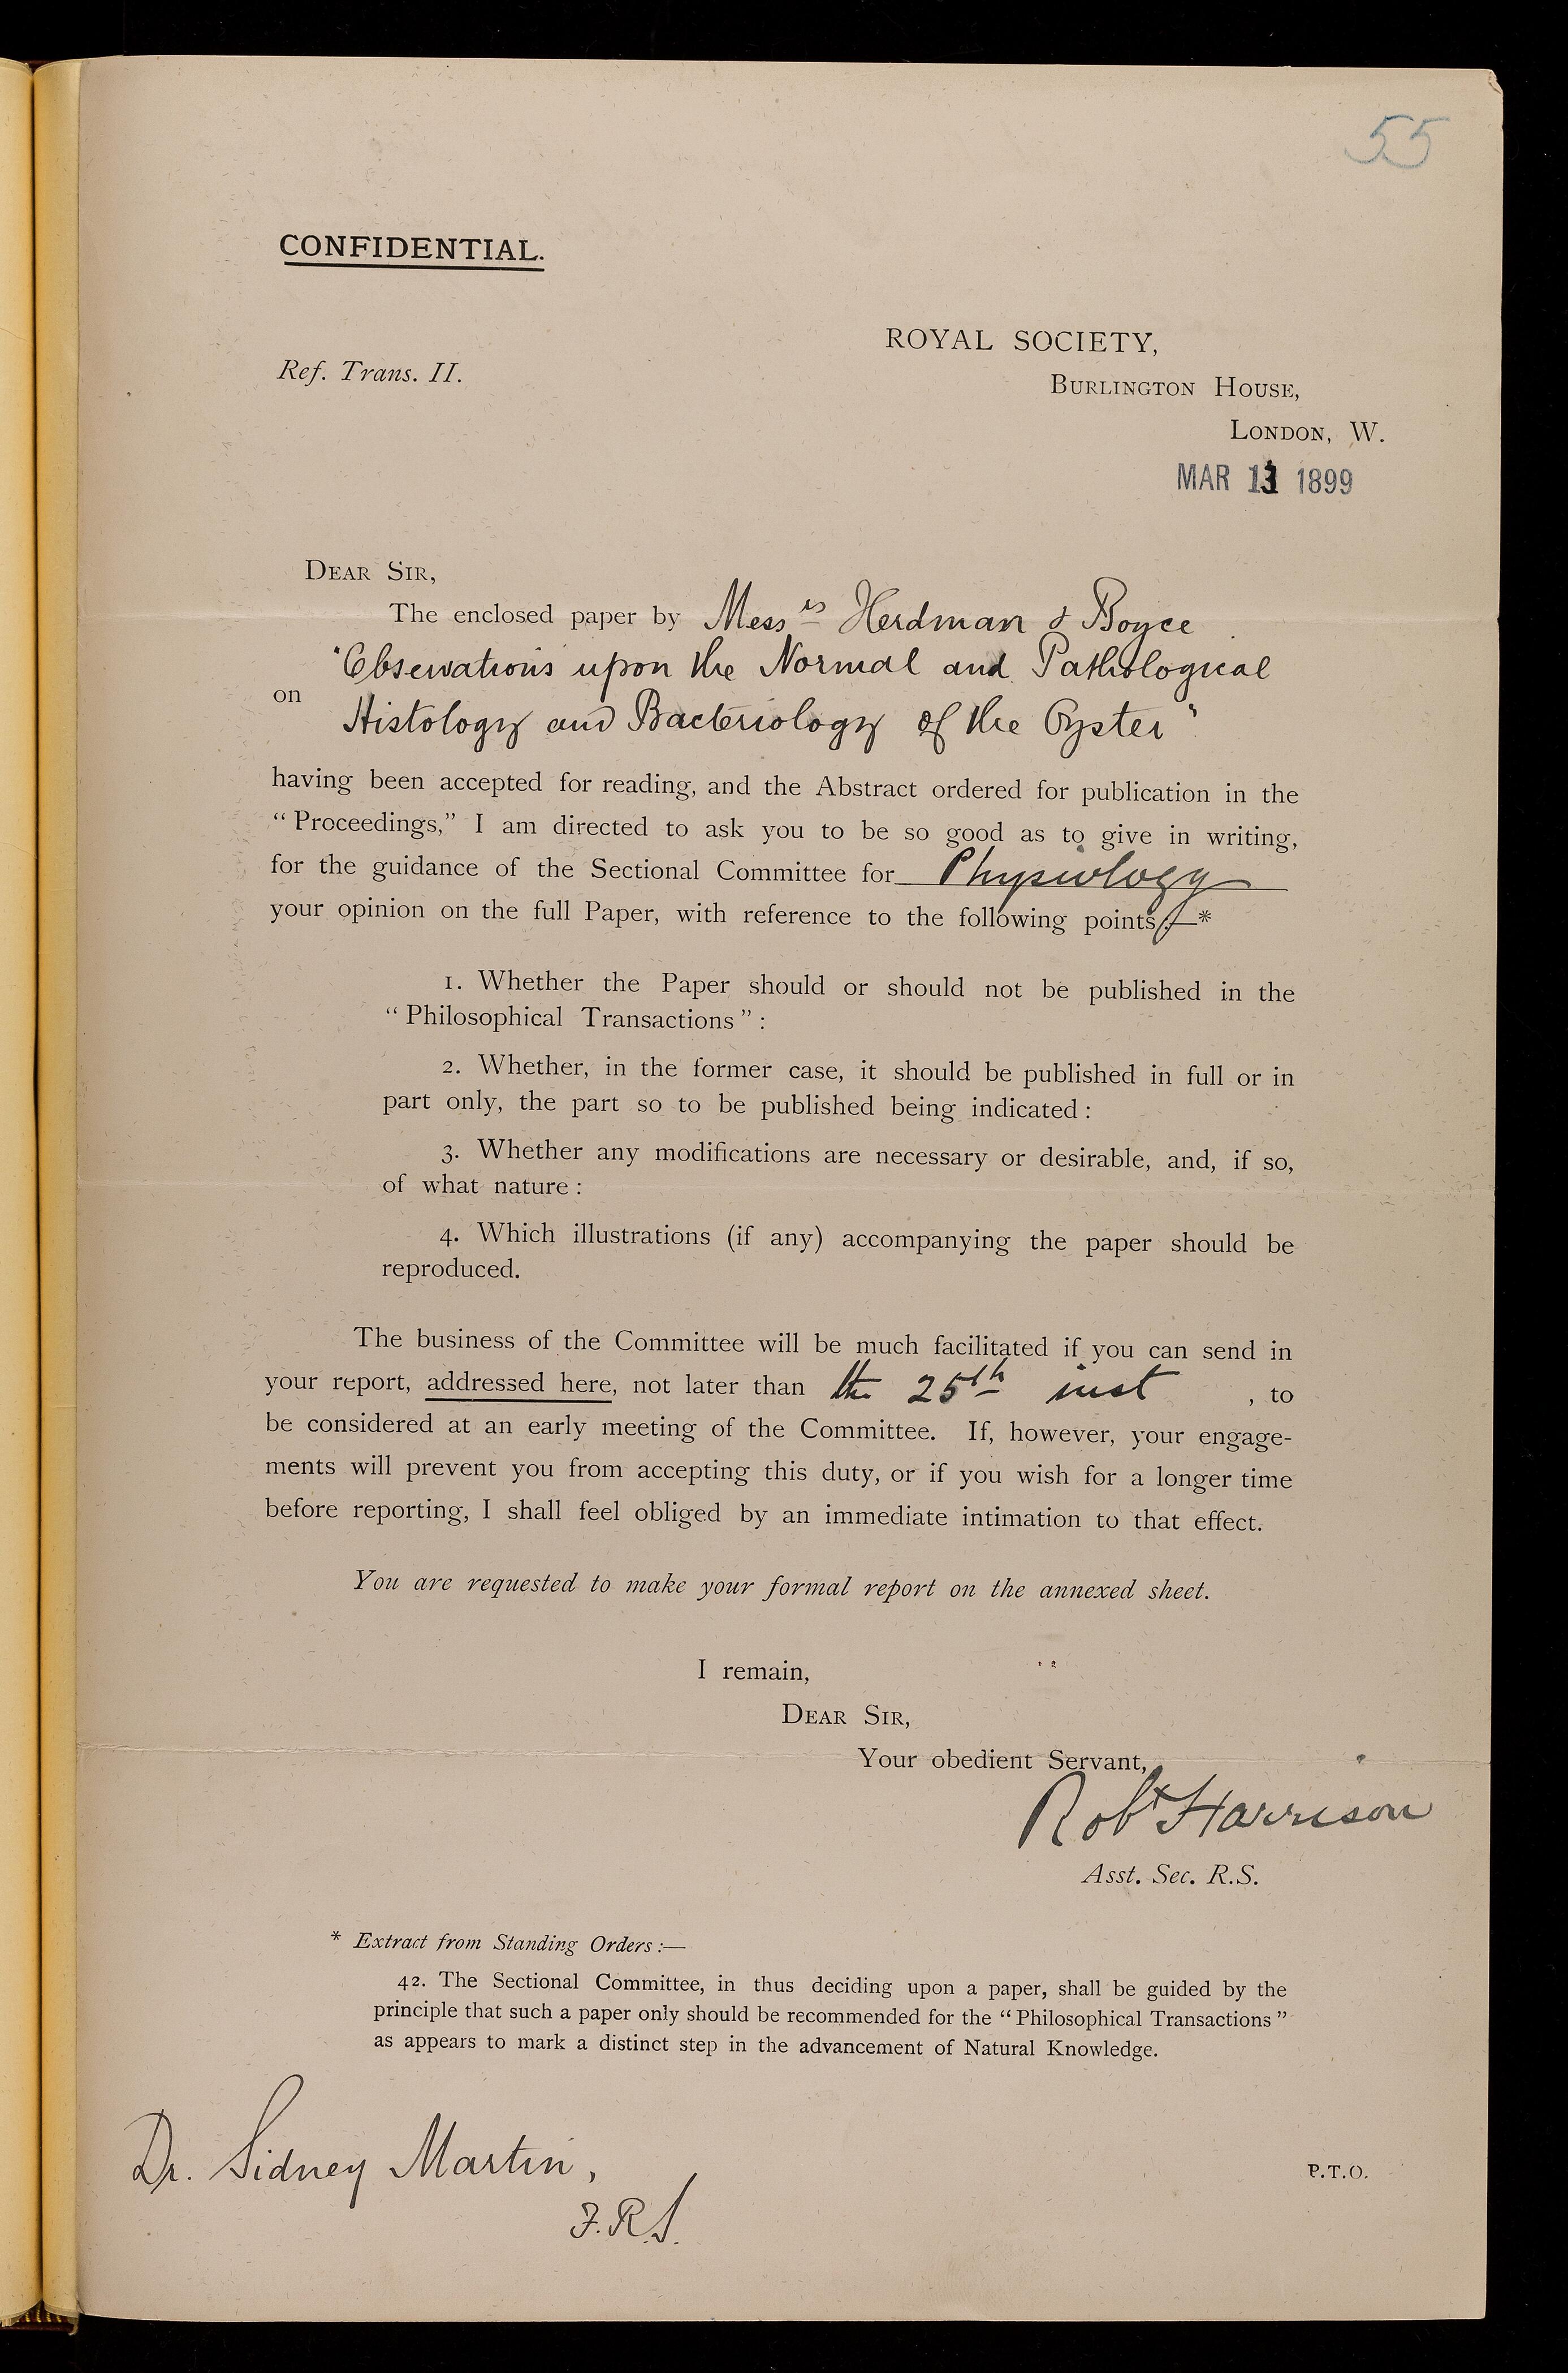 55
CONFIDENTIAL.
ROYAL SOCIETY,
Ref. Trans. II.
BURLINGTON HOUSE,
LONDON, W.
MAR 1899
DEAR SIR,
The enclosed paper by Mess<sup>rs</sup> Herdman & Boyce
"Observations upon the Normal and Pathological
on
Histology and Bacteriology of the Oyster"
having been accepted for reading, and the Abstract ordered for publication in the
“Proceedings,” I am directed to ask you to be so good as to give in writing,
for the guidance of the Sectional Committee for Physiology
your opinion on the full Paper, with reference to the following points:—*
1. Whether the Paper should or should not be published in the
“Philosophical Transactions”:
2. Whether, in the former case, it should be published in full or in
part only, the part so to be published being indicated:
3. Whether any modifications are necessary or desirable, and, if so,
of what nature:
4. Which illustrations (if any) accompanying the paper should be
reproduced.
The business of the Committee will be much facilitated if you can send in
your report, addressed here, not later than the 25th inst , to
be considered at an early meeting of the Committee. If, however, your engage-
ments will prevent you from accepting this duty, or if you wish for a longer time
before reporting, I shall feel obliged by an immediate intimation to that effect.
You are requested to make your formal report on the annexed sheet.
I remain,
DEAR SIR,
Your obedient Servant,
Robt Harrison
Asst. Sec. R.S.
* Extract from Standing Orders:—
42. The Sectional Committee, in thus deciding upon a paper, shall be guided by the
principle that such a paper only should be recommended for the “Philosophical Transactions”
as appears to mark a distinct step in the advancement of Natural Knowledge.
Dr. Sidney Martin,
F.R.S.
P.T.O.